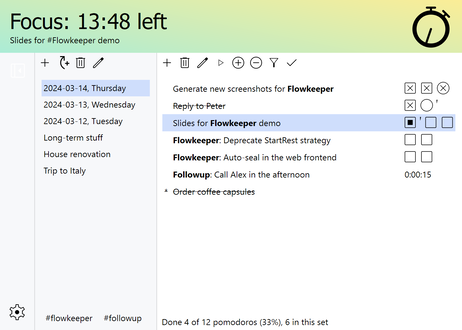 Focus: 13:48 left
Slides for #Flowkeeper demo
2024-03-14, Thursday
2024-03-13, Wednesday
2024-03-12, Tuesday
Long-term stuff
House renovation
Trip to Italy
#flowkeeper #followup
Generate new screenshots for Flowkeeper
Reply to Peter
Slides for Flowkeeper demo
Flowkeeper: Deprecate StartRest strategy
Flowkeeper: Auto-seal in the web frontend
Followup: Call Alex in the afternoon 0:00:15
Order coffee capsules
Done 4 of 12 pomodoros (33%), 6 in this set